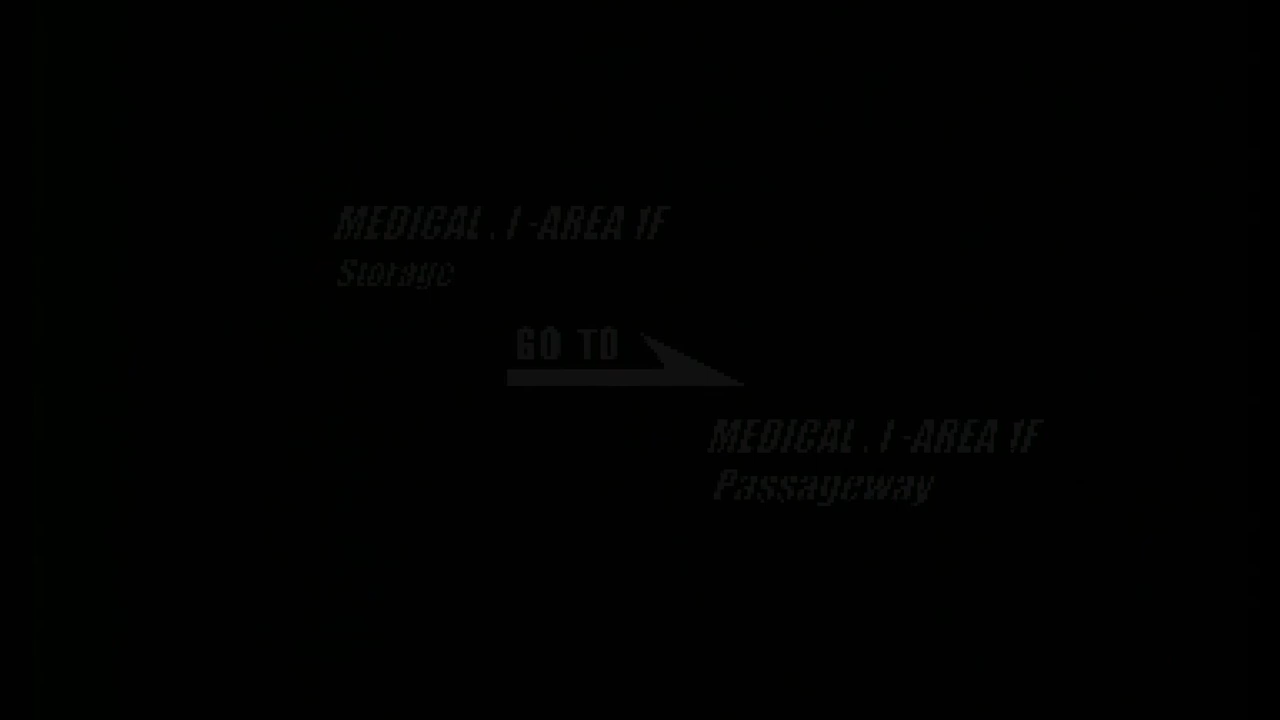 MEDICAL . I -AREA 1F
Storage
GO TO
MEDICAL . I -AREA 1F
Passageway